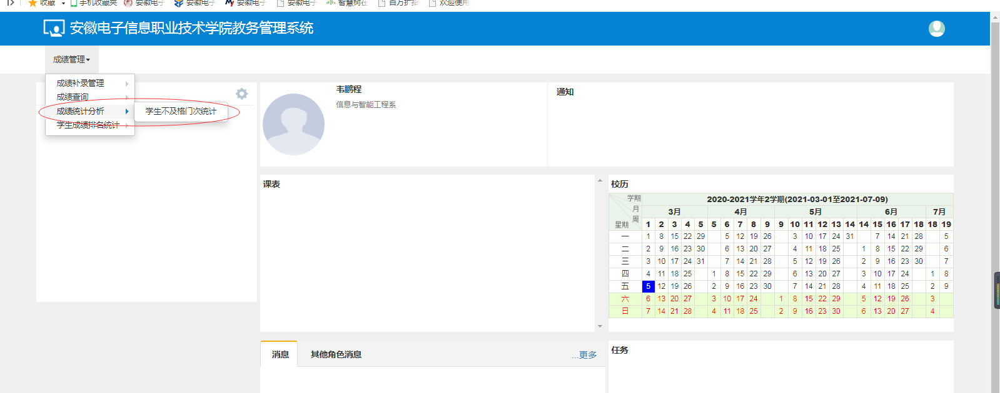 收藏 手机收藏夹 安徽电子 安徽电子 安徽电子 安徽电子 智慧树在 百万扩招 欢迎使用
安徽电子信息职业技术学院教务管理系统
成绩管理
成绩补录管理
成绩查询
成绩统计分析
学生不及格门次统计
学生成绩排名统计
韦鹏程
信息与智能工程系
通知
课表
校历
学期 2020-2021学年2学期(2021-03-01至2021-07-09)
月 3月 4月 5月 6月 7月
周
星期 1 2 3 4 5 5 6 7 8 9 9 10 11 12 13 14 14 15 16 17 18 18 19
一 1 8 15 22 29 5 12 19 26 3 10 17 24 31 7 14 21 28 5
二 2 9 16 23 30 6 13 20 27 4 11 18 25 1 8 15 22 29 6
三 3 10 17 24 31 7 14 21 28 5 12 19 26 2 9 16 23 30 7
四 4 11 18 25 1 8 15 22 29 6 13 20 27 3 10 17 24 1 8
五 5 12 19 26 2 9 16 23 30 7 14 21 28 4 11 18 25 2 9
六 6 13 20 27 3 10 17 24 1 8 15 22 29 5 12 19 26 3
日 7 14 21 28 4 11 18 25 2 9 16 23 30 6 13 20 27 4
消息 其他角色消息 ...更多
任务